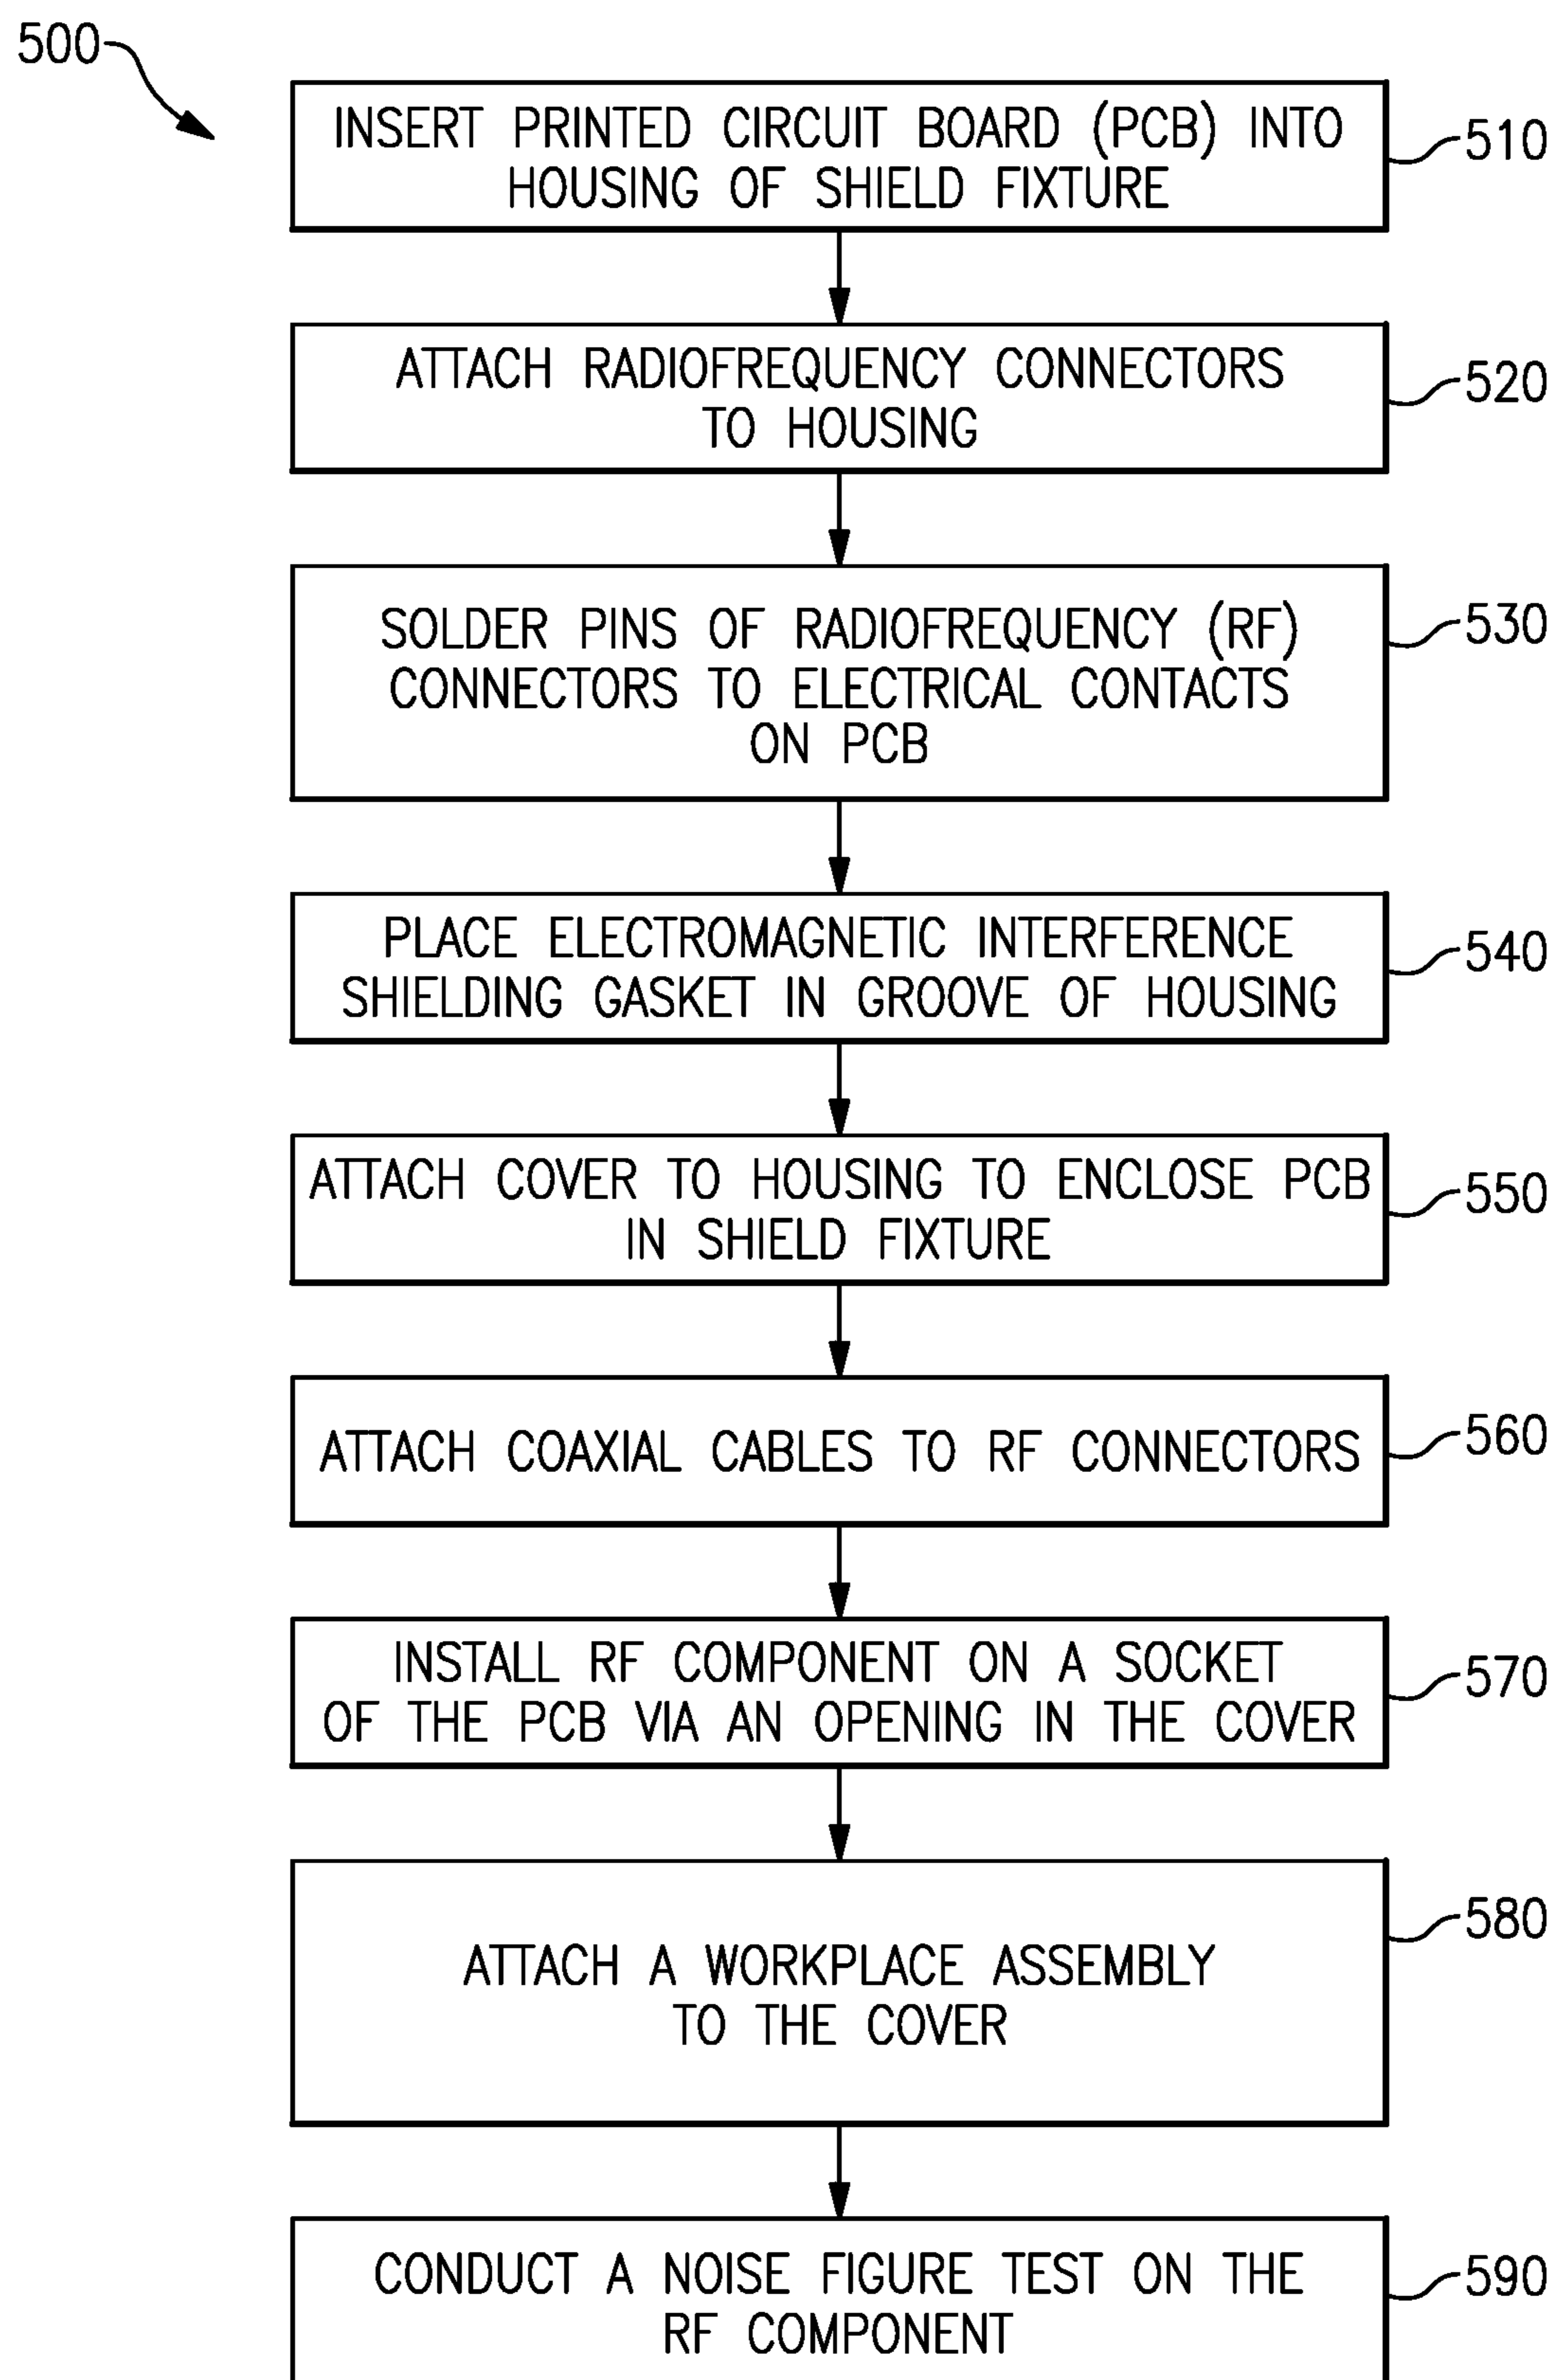 500
INSERT PRINTED CIRCUIT BOARD (PCB) INTO
HOUSING OF SHIELD FIXTURE
510
ATTACH RADIOFREQUENCY CONNECTORS
TO HOUSING
520
SOLDER PINS OF RADIOFREQUENCY (RF)
CONNECTORS TO ELECTRICAL CONTACTS
ON PCB
530
PLACE ELECTROMAGNETIC INTERFERENCE
SHIELDING GASKET IN GROOVE OF HOUSING
540
ATTACH COVER TO HOUSING TO ENCLOSE PCB
IN SHIELD FIXTURE
550
ATTACH COAXIAL CABLES TO RF CONNECTORS
560
INSTALL RF COMPONENT ON A SOCKET
OF THE PCB VIA AN OPENING IN THE COVER
570
ATTACH A WORKPLACE ASSEMBLY
TO THE COVER
580
CONDUCT A NOISE FIGURE TEST ON THE
RF COMPONENT
590